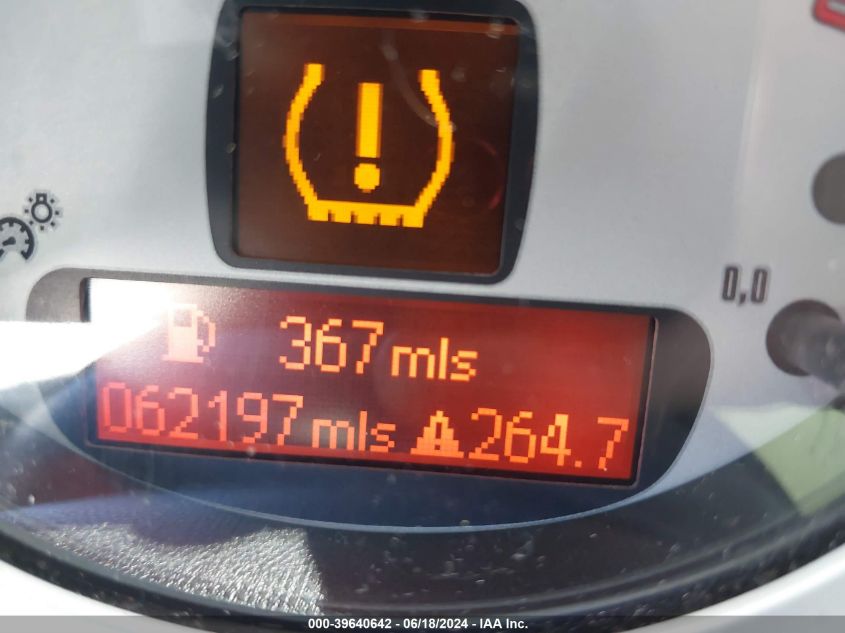 0,0
367 mls
062197 mls 264.7
000-39640642 - 06/18/2024 - IAA Inc.